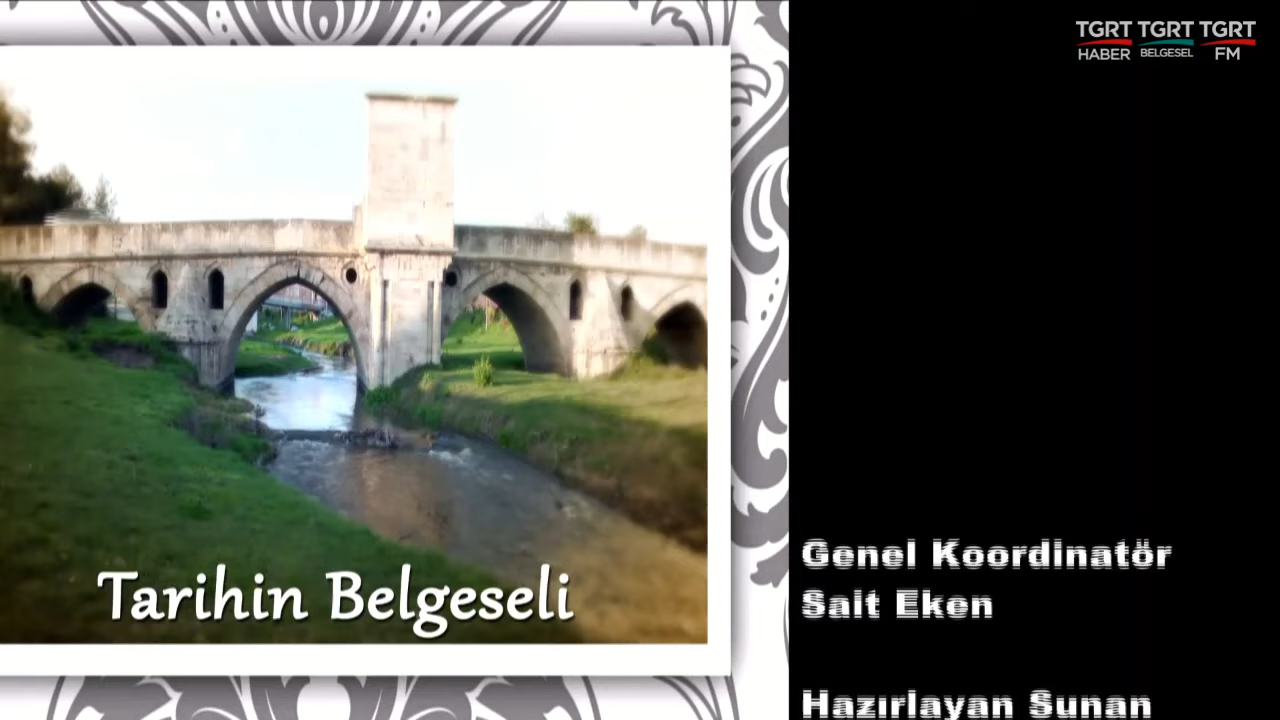 TGRT TGRT TGRT
HABER BELGESEL FM
Tarihin Belgeseli
Genel Koordinatör
Sait Eken
Hazırlayan Sunan